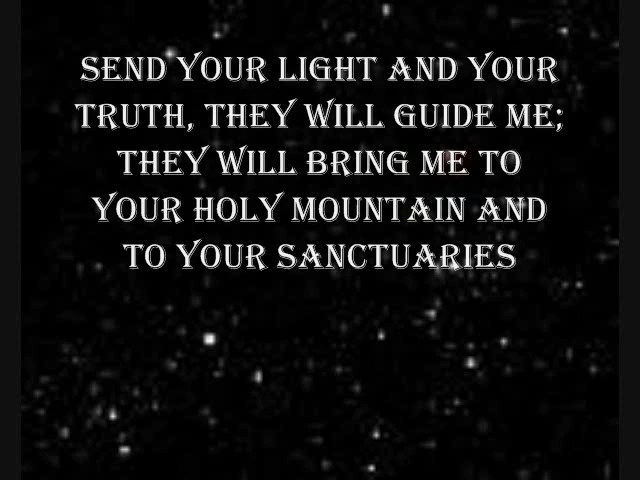 SEND YOUR LIGHT AND YOUR
TRUTH, THEY WILL GUIDE ME;
THEY WILL BRING ME TO
YOUR HOLY MOUNTAIN AND
TO YOUR SANCTUARIES